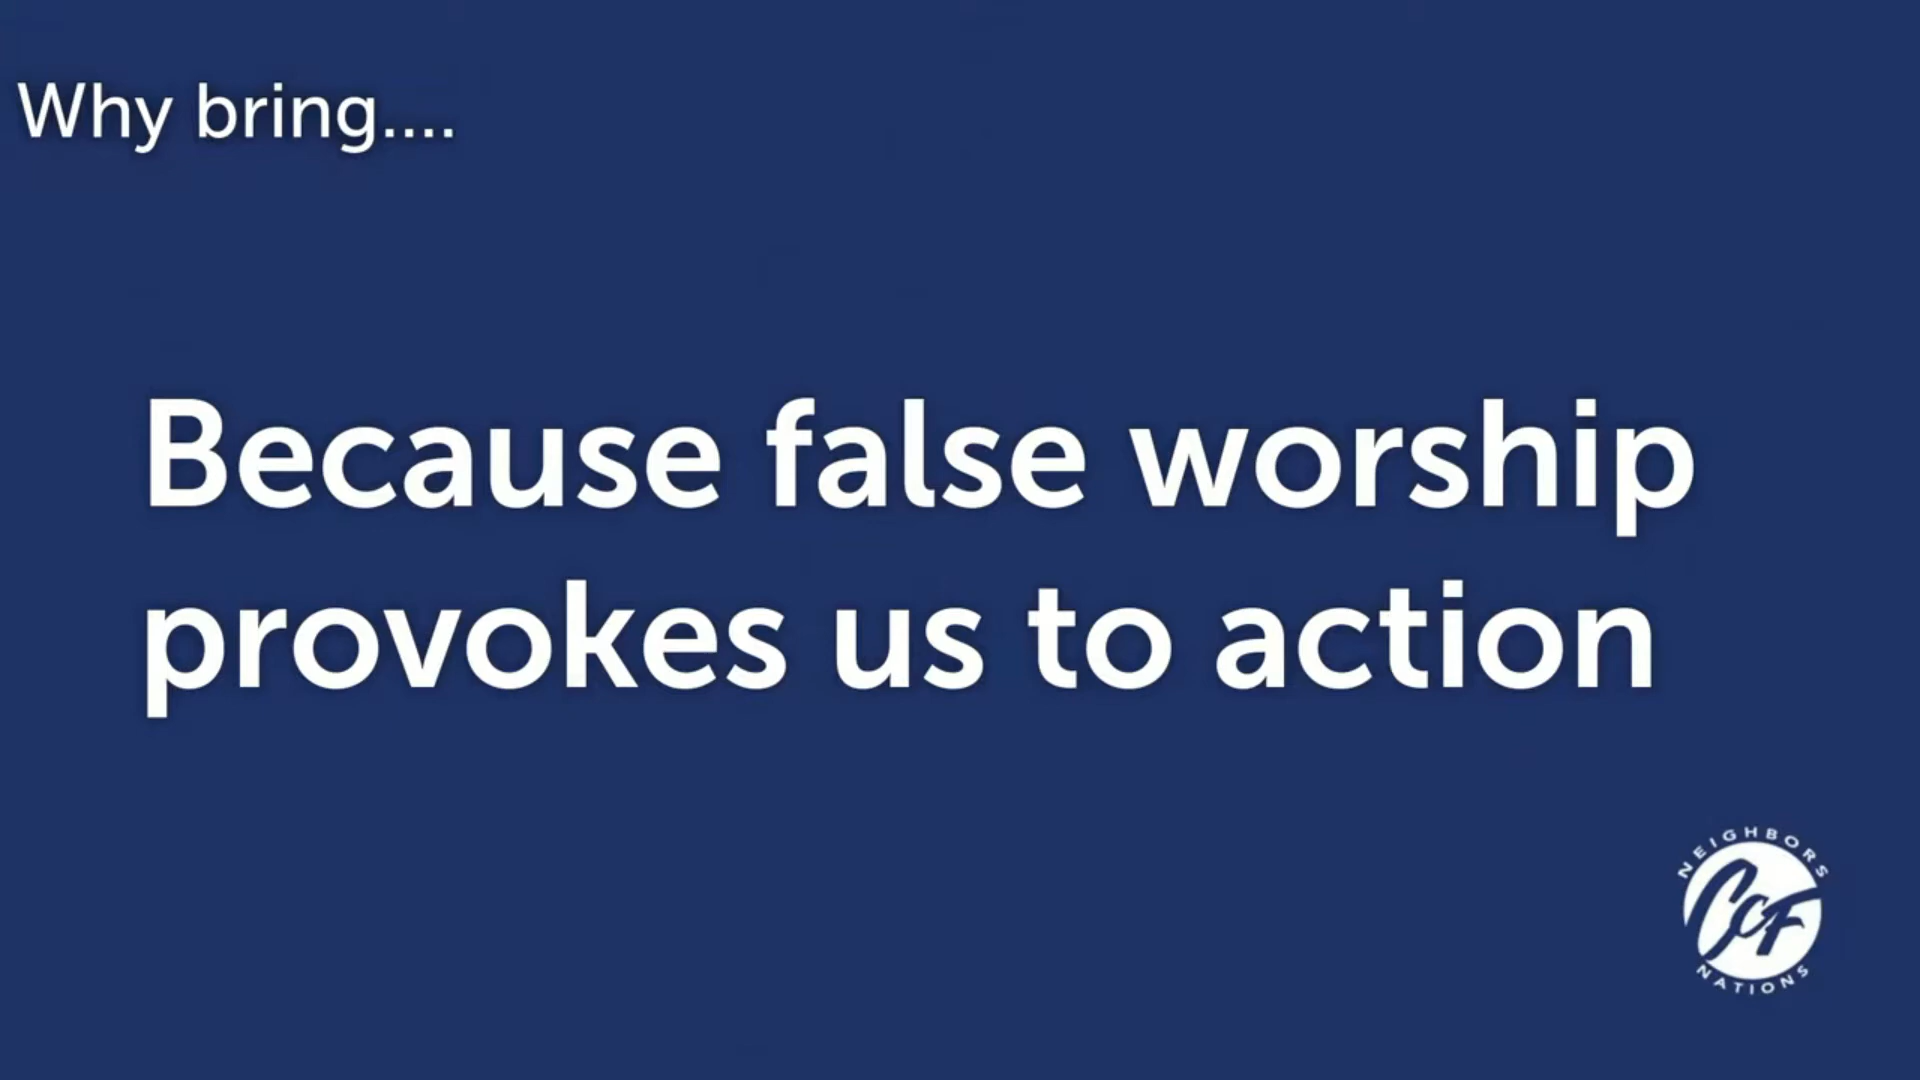 Why bring....
Because false worship
provokes us to action
NEIGHBORS
CCF
NATIONS